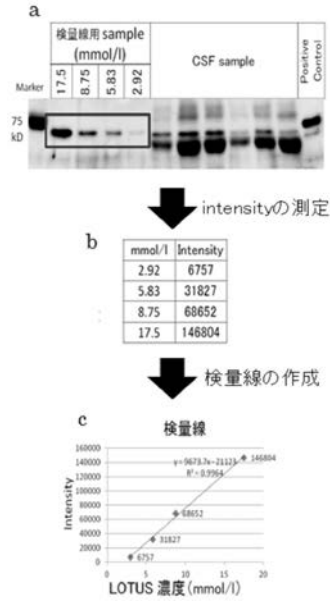 a
検量線用 sample
(mmol/l)
Marker
17.5
8.75
5.83
2.92
CSF sample
Positive
Control
75
kD
intensityの測定
b
mmol/l Intensity
2.92 6757
5.83 31827
8.75 68652
17.5 146804
検量線の作成
c
検量線
160000
140000
120000
100000
80000
60000
40000
20000
0
Intensity
y = 9673.7x - 21123
R² = 0.9964
146804
68652
31827
6757
0 5 10 15 20
LOTUS 濃度(mmol/l)